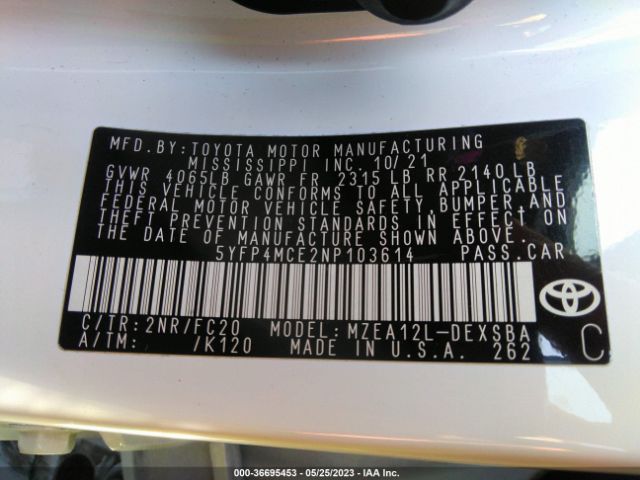 MFD. BY: TOYOTA MOTOR MANUFACTURING
MISSISSIPPI INC. 10/21
GVWR 4065LB GAWR FR 2315 LB RR 2140 LB
THIS VEHICLE CONFORMS TO ALL APPLICABLE
FEDERAL MOTOR VEHICLE SAFETY, BUMPER, AND
THEFT PREVENTION STANDARDS IN EFFECT ON
THE DATE OF MANUFACTURE SHOWN ABOVE.
5YFP4MCE2NP103614 PASS. CAR
C/TR: 2NR/FC20 MODEL: MZEA12L-DEXSBA
A/TM: /K120 MADE IN U.S.A. 262
C
000-36695453 - 05/25/2023 - IAA Inc.